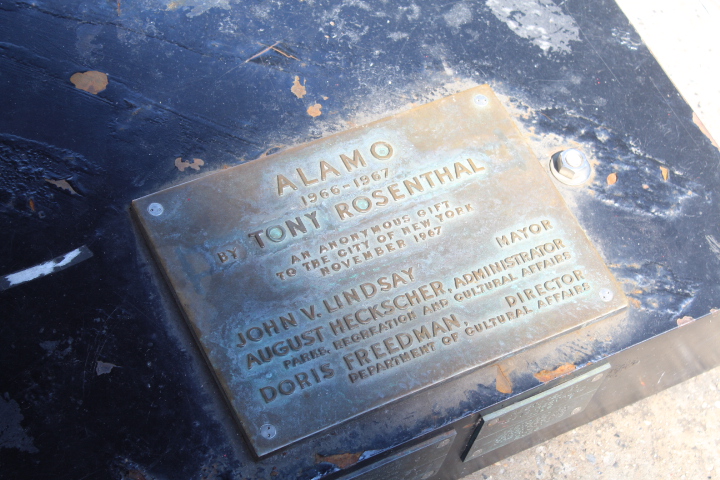 ALAMO
1966-1967
BY TONY ROSENTHAL
AN ANONYMOUS GIFT
TO THE CITY OF NEW YORK
NOVEMBER 1967
JOHN V. LINDSAY MAYOR
AUGUST HECKSCHER, ADMINISTRATOR
PARKS, RECREATION AND CULTURAL AFFAIRS
DORIS FREEDMAN DIRECTOR
DEPARTMENT OF CULTURAL AFFAIRS